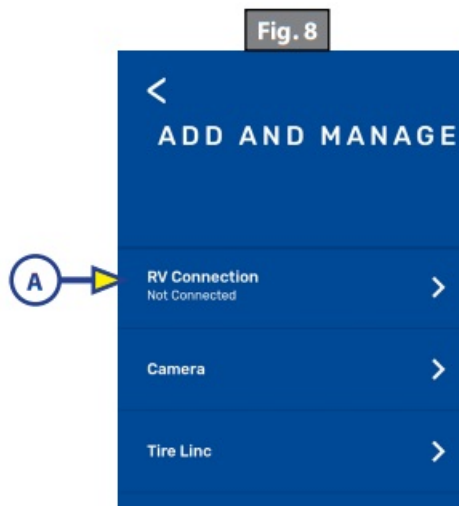 Fig. 8
ADD AND MANAGE
A
RV Connection
Not Connected
Camera
Tire Linc